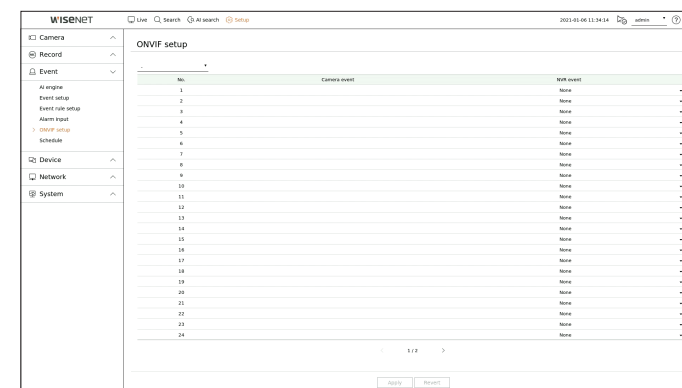 WISENET
Live Search AI search Setup 2021-01-06 11:34:14 admin ?
Camera
Record
Event
AI engine
Event setup
Event rule setup
Alarm input
> ONVIF setup
Schedule
Device
Network
System
ONVIF setup
-
No. Camera event NVR event
1 None
2 None
3 None
4 None
5 None
6 None
7 None
8 None
9 None
10 None
11 None
12 None
13 None
14 None
15 None
16 None
17 None
18 None
19 None
20 None
21 None
22 None
23 None
24 None
< 1 / 2 >
Apply Revert